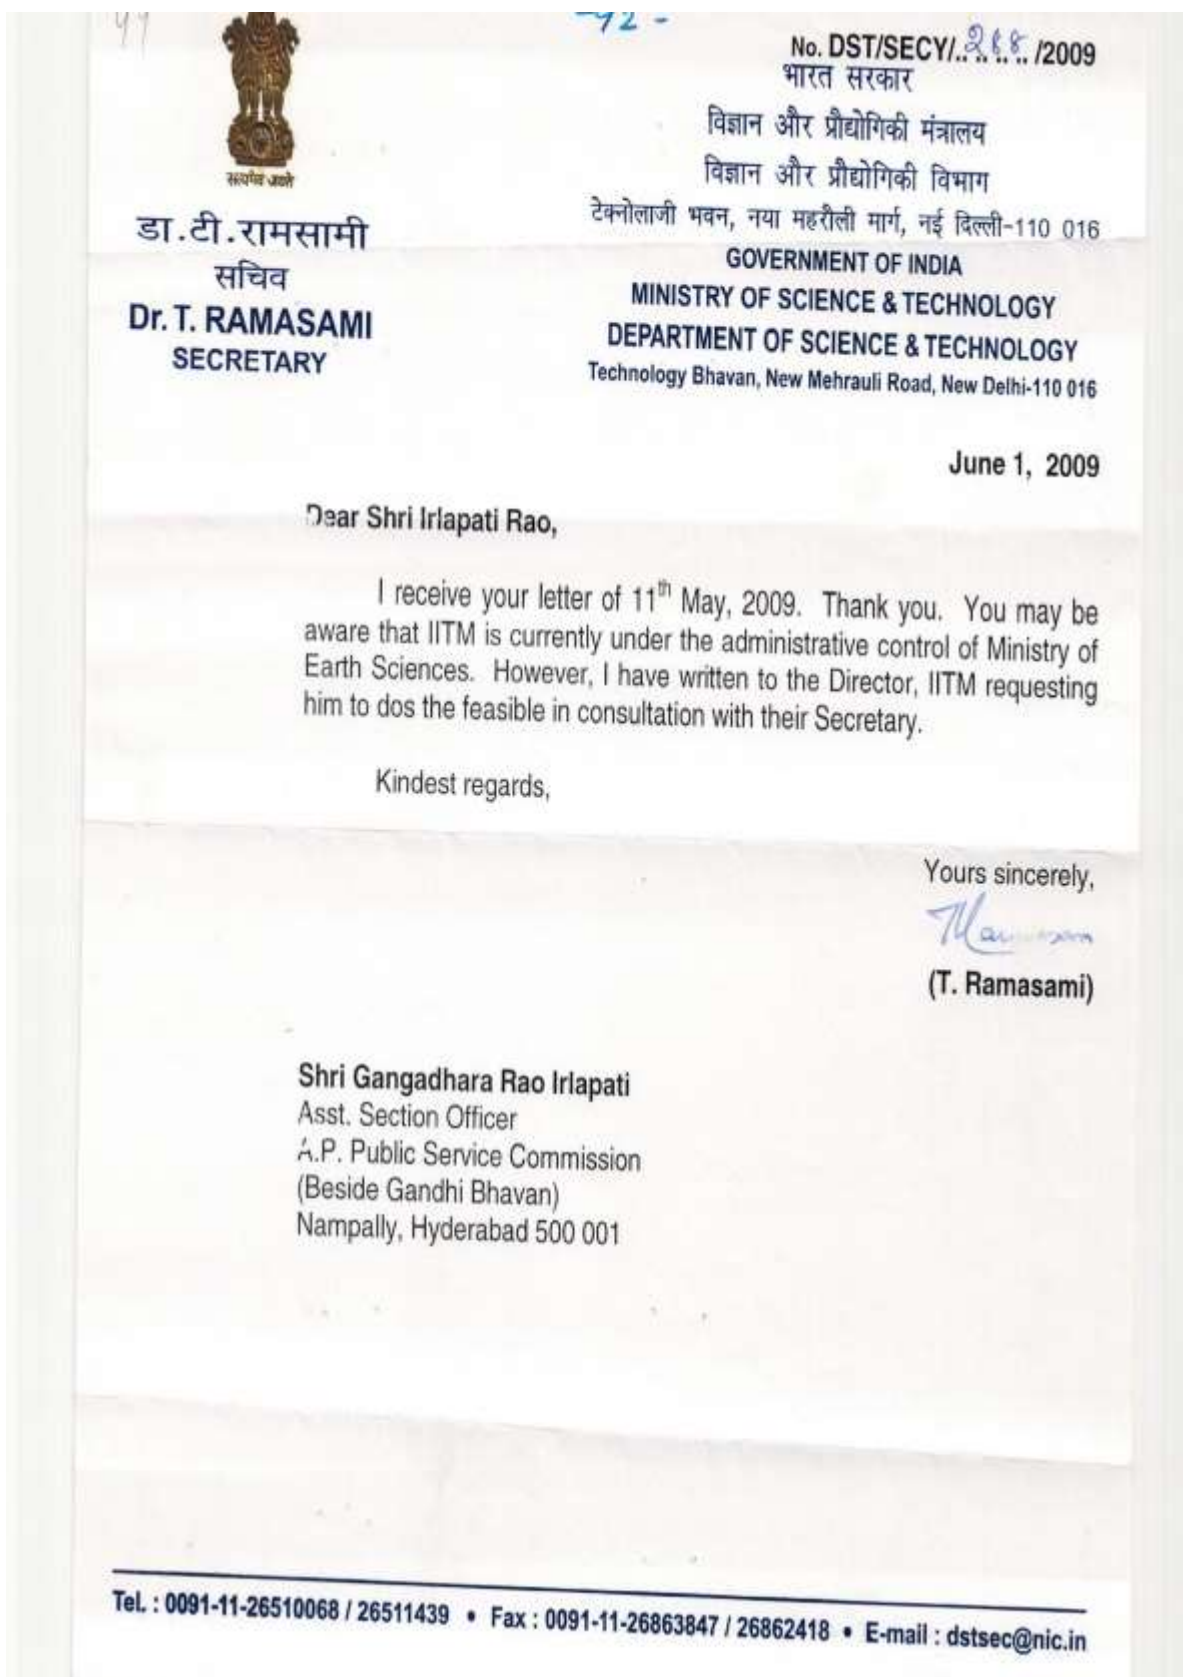 -92-
No. DST/SECY/......../2009
भारत सरकार
विज्ञान और प्रौद्योगिकी मंत्रालय
विज्ञान और प्रौद्योगिकी विभाग
टेक्नोलाजी भवन, नया महरौली मार्ग, नई दिल्ली-110 016
GOVERNMENT OF INDIA
MINISTRY OF SCIENCE & TECHNOLOGY
DEPARTMENT OF SCIENCE & TECHNOLOGY
Technology Bhavan, New Mehrauli Road, New Delhi-110 016
सत्यमेव जयते
डा.टी.रामसामी
सचिव
Dr. T. RAMASAMI
SECRETARY
June 1, 2009
Dear Shri Irlapati Rao,
I receive your letter of 11th May, 2009. Thank you. You may be
aware that IITM is currently under the administrative control of Ministry of
Earth Sciences. However, I have written to the Director, IITM requesting
him to dos the feasible in consultation with their Secretary.
Kindest regards,
Yours sincerely,
(T. Ramasami)
Shri Gangadhara Rao Irlapati
Asst. Section Officer
A.P. Public Service Commission
(Beside Gandhi Bhavan)
Nampally, Hyderabad 500 001
Tel. : 0091-11-26510068 / 26511439 • Fax : 0091-11-26863847 / 26862418 • E-mail : dstsec@nic.in